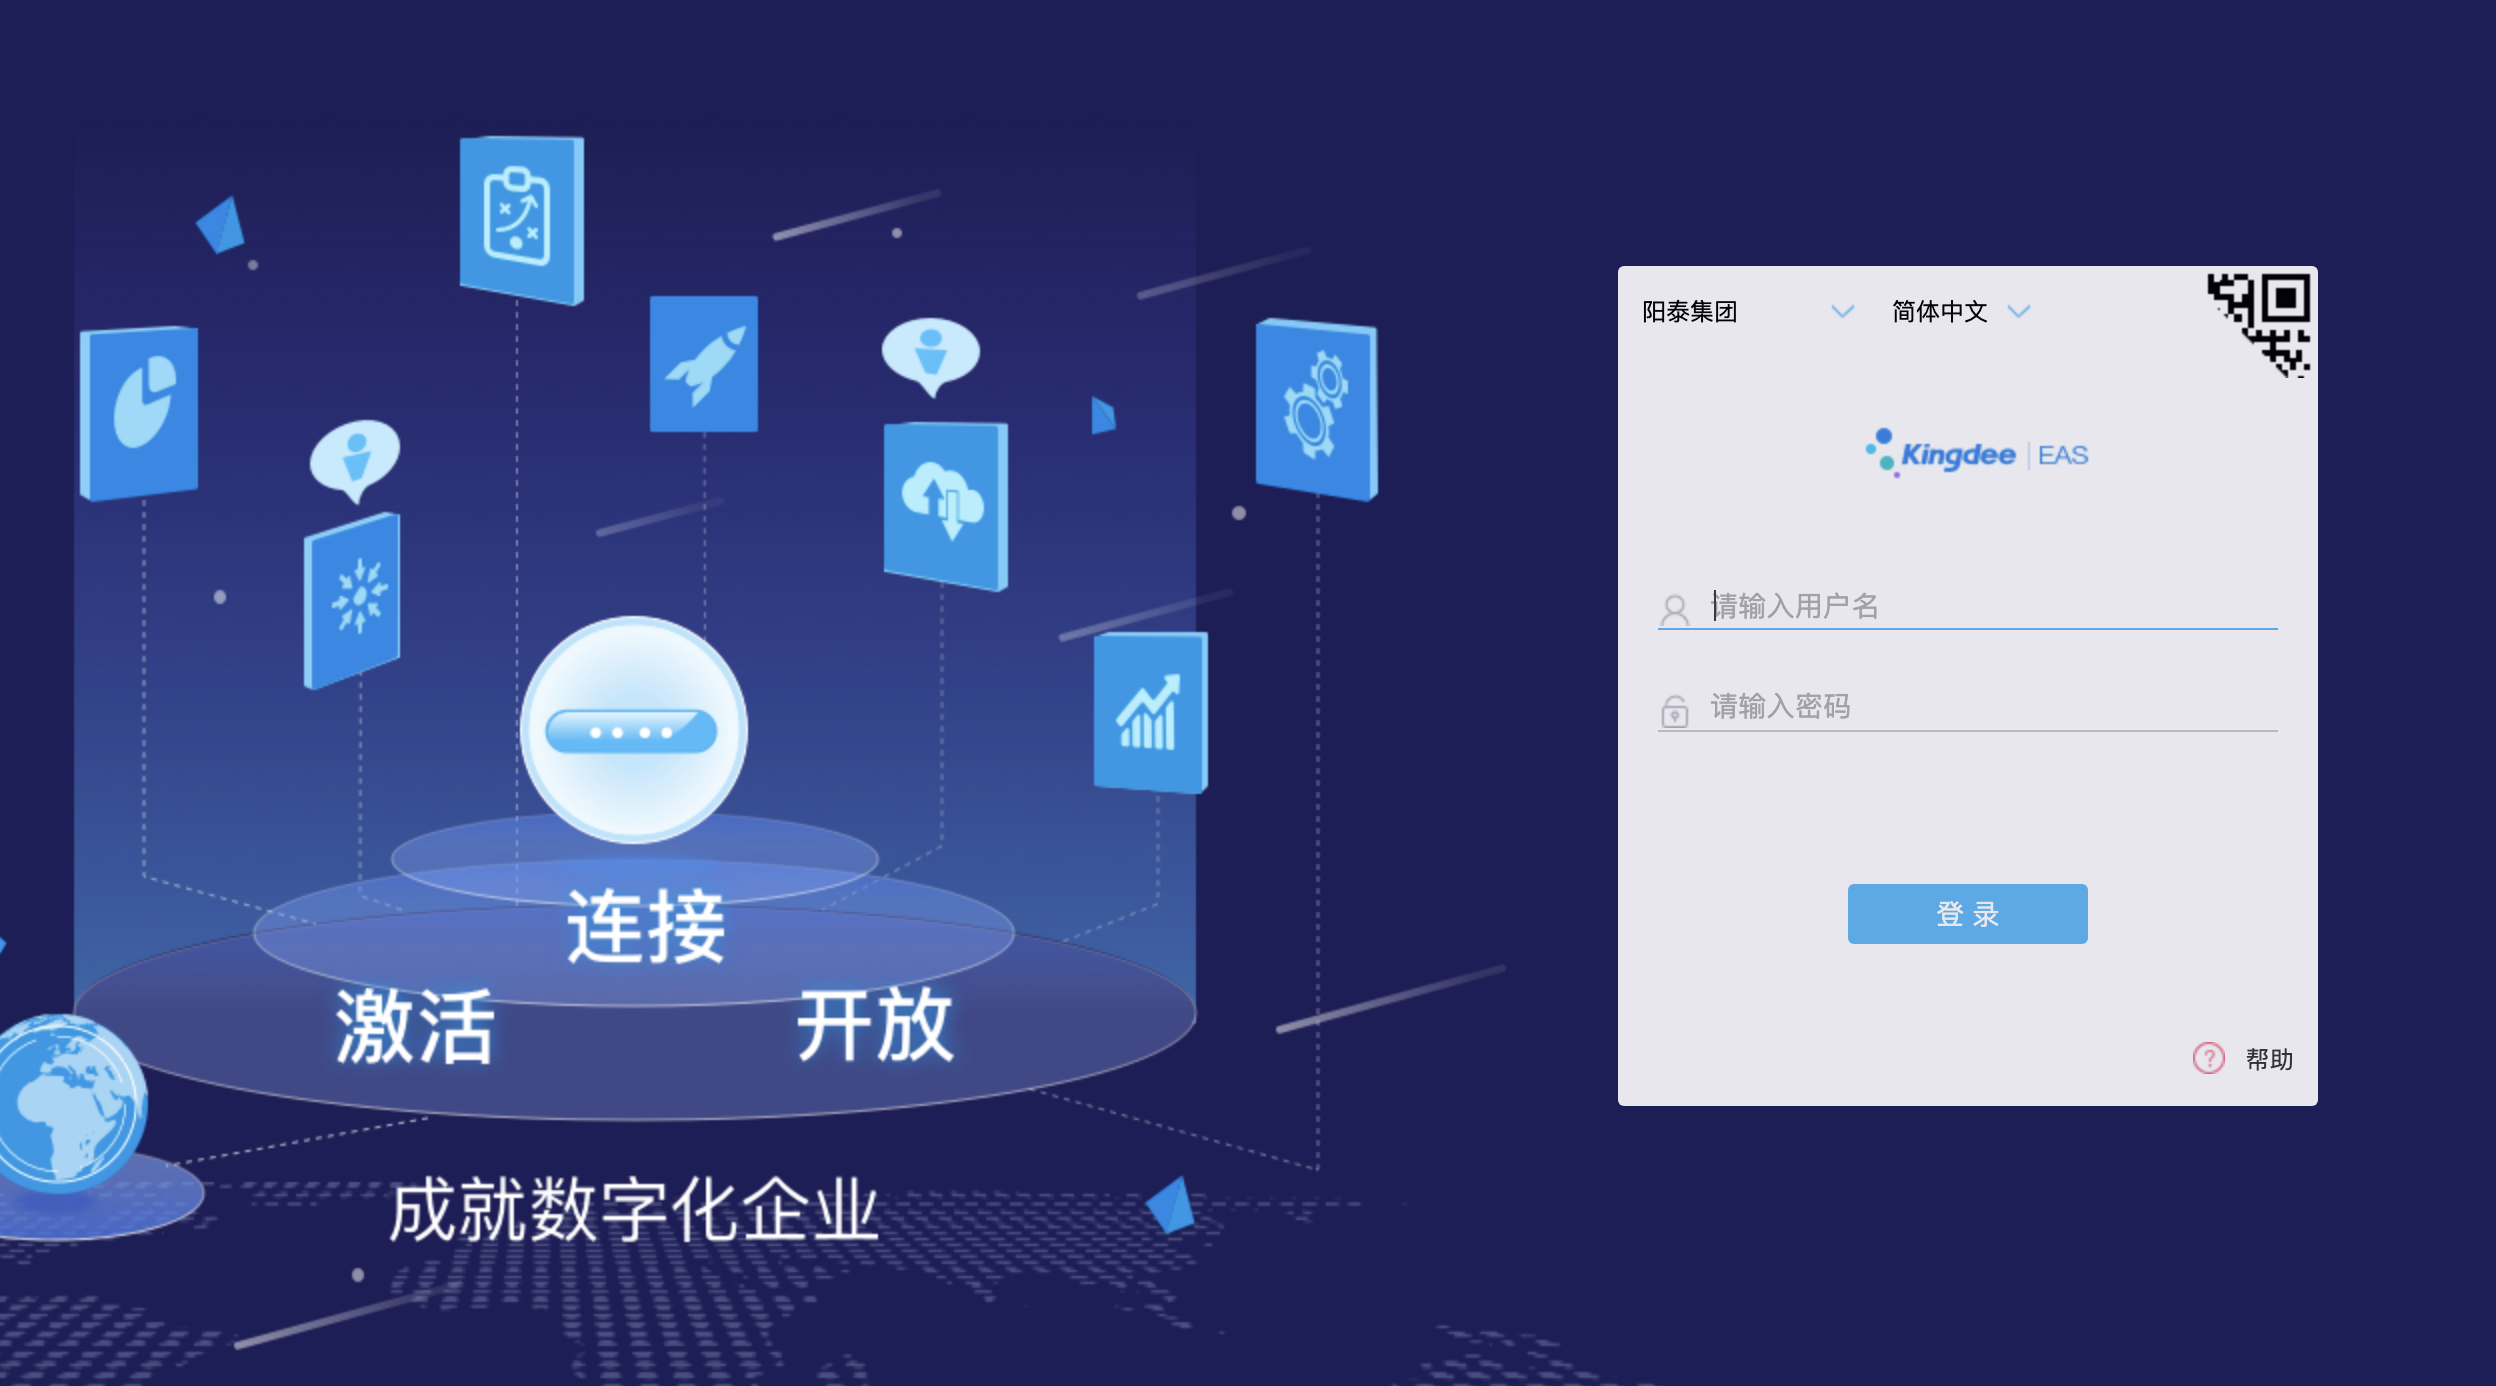 连接
激活 开放
成就数字化企业
阳泰集团 简体中文
Kingdee | EAS
请输入用户名
请输入密码
登录
帮助